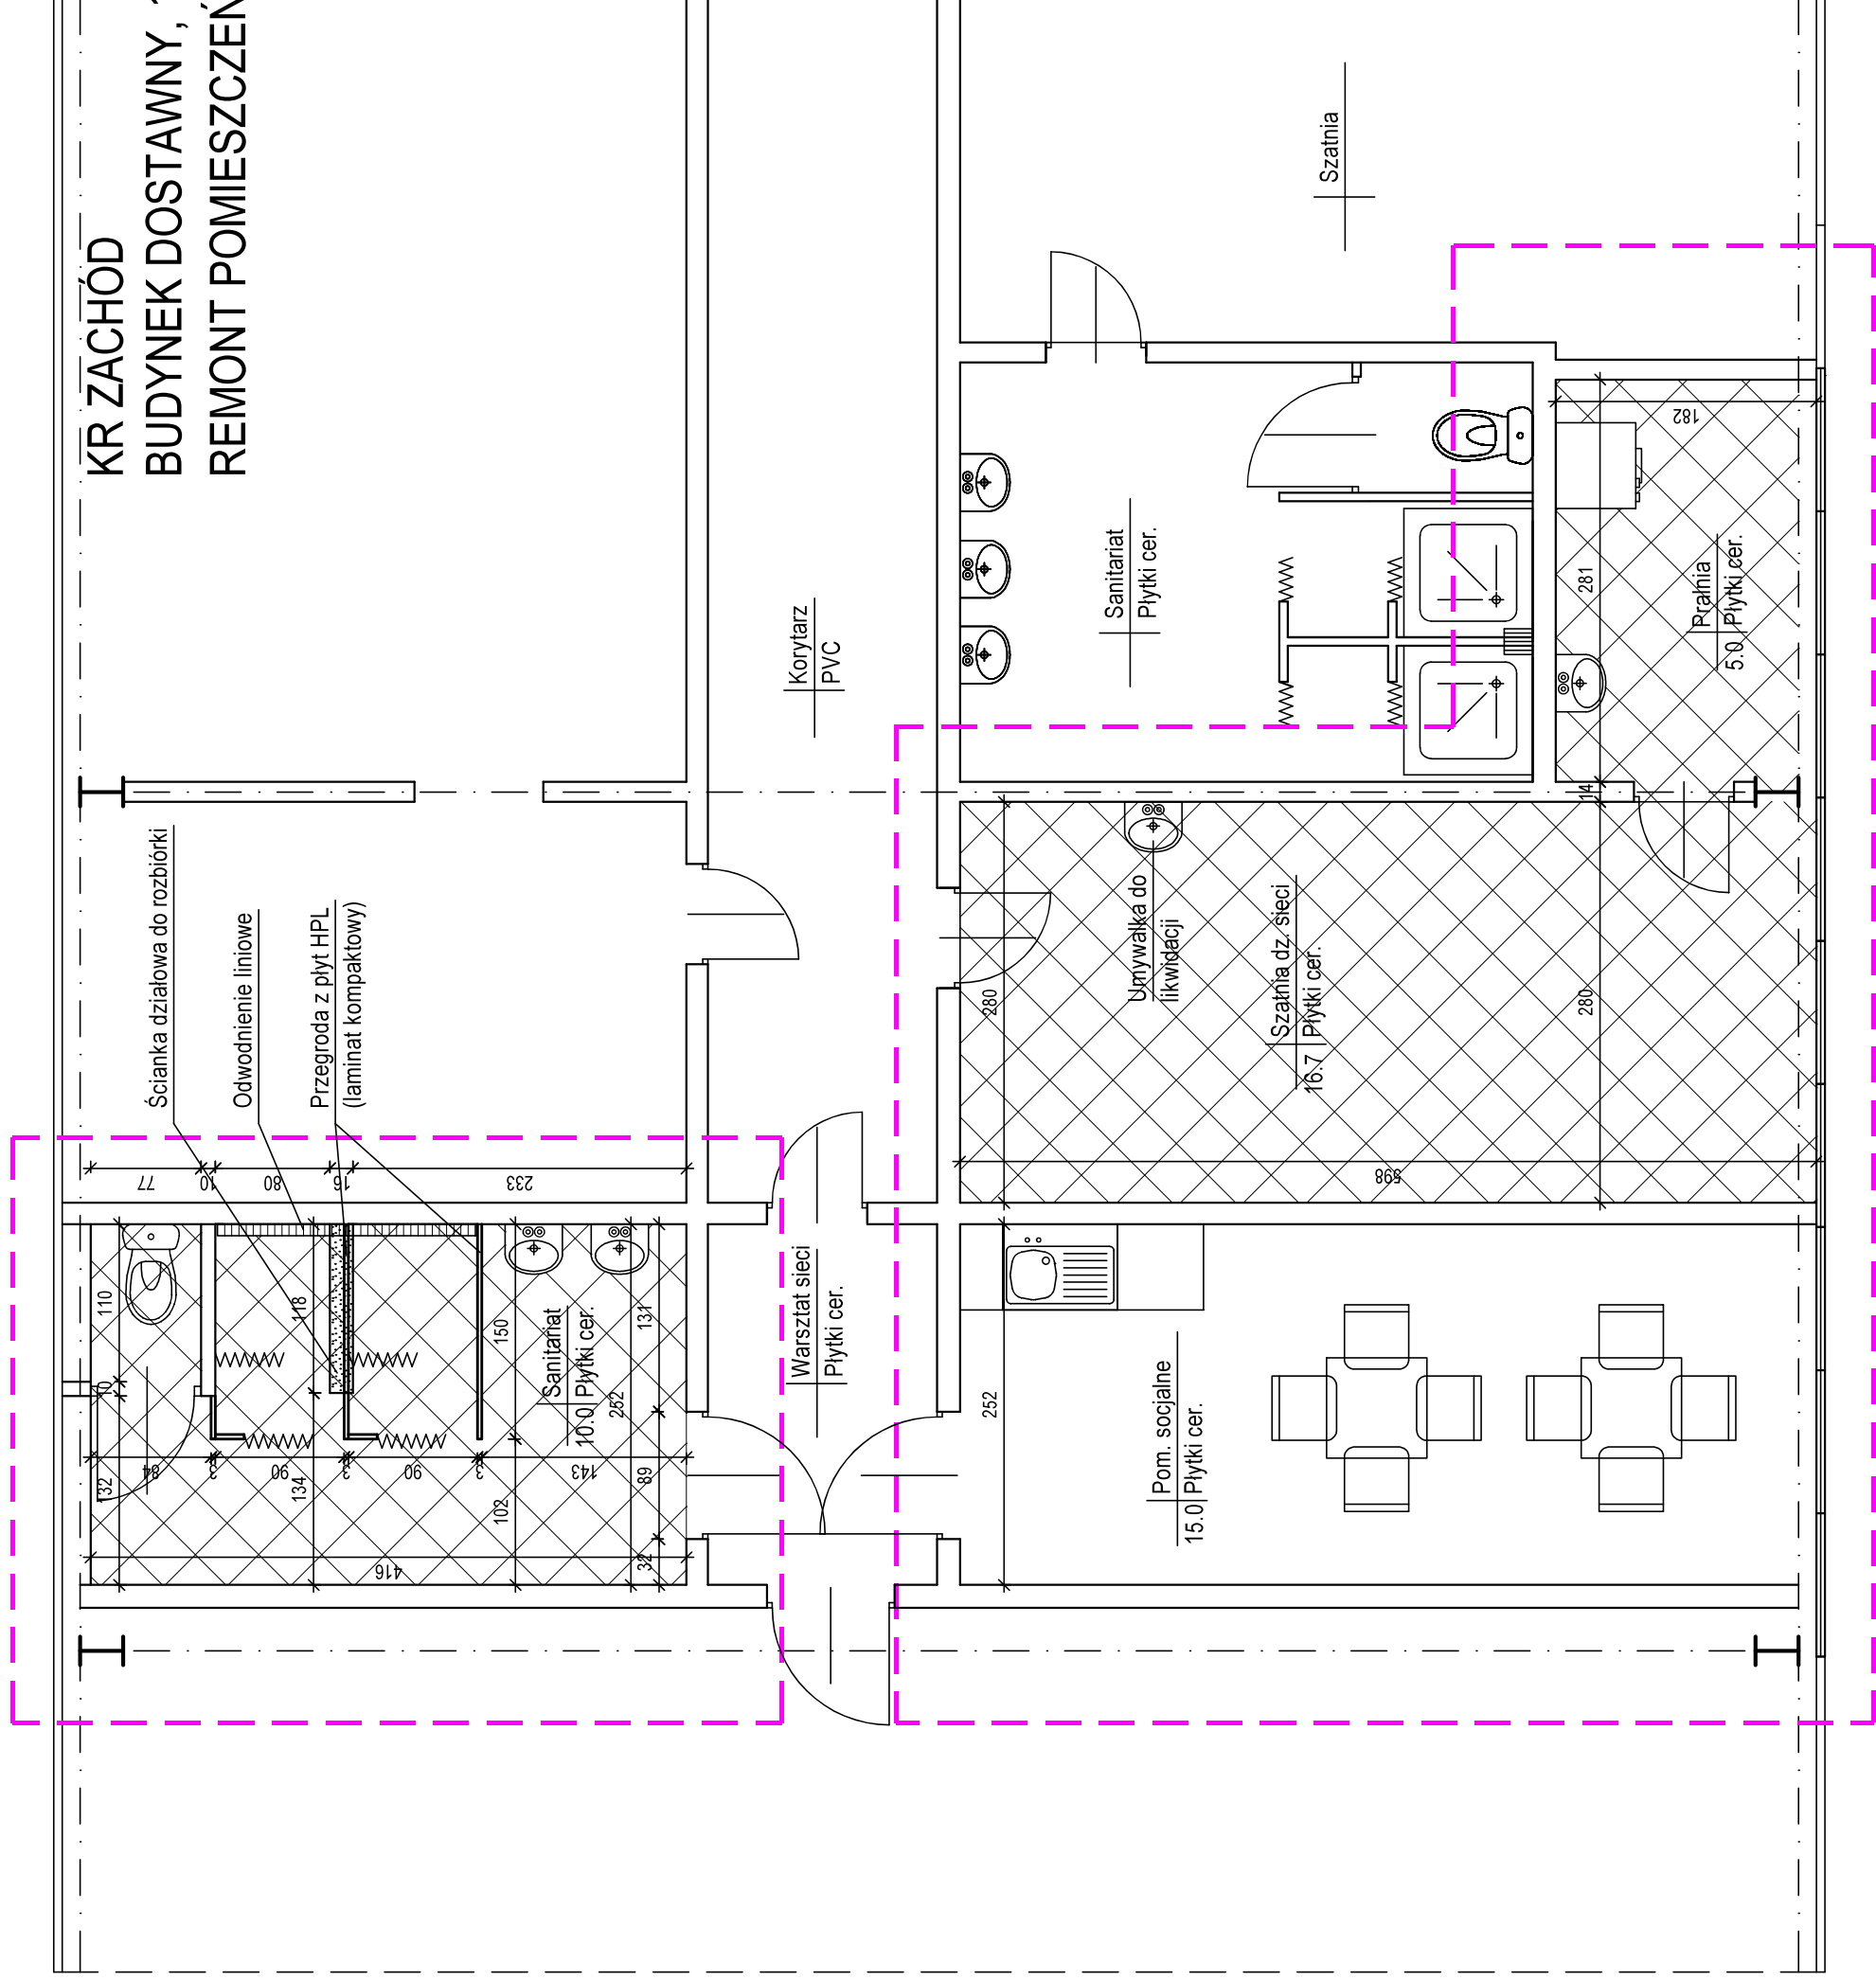 KR ZACHÓD
BUDYNEK DOSTAWNY,
REMONT POMIESZCZEŃ
Ścianka działowa do rozbiórki
Odwodnienie liniowe
Przegroda z płyt HPL
(laminat kompaktowy)
Korytarz
PVC
Szatnia
Sanitariat
Płytki cer.
Pralnia
5.0 Płytki cer.
Umywalka do
likwidacji
Szatnia dz. sieci
16.7 Płytki cer.
Sanitariat
10.0 Płytki cer.
Warsztat sieci
Płytki cer.
Pom. socjalne
15.0 Płytki cer.
77
10
80
16
233
110
10
132
118
134
150
102
252
131
89
32
84
3
90
3
90
3
143
416
252
280
280
598
14
281
182